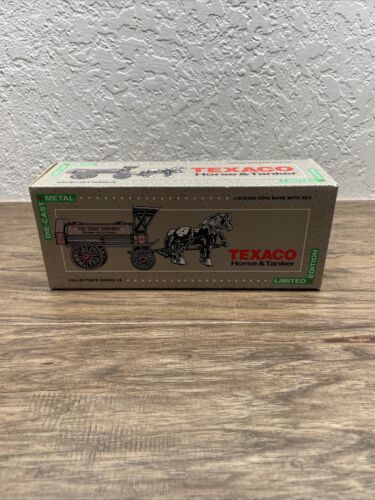 TEXACO
Horse & Tanker
LIMITED
DIE-CAST METAL
LOCKING COIN BANK WITH KEY
THE TEXAS COMPANY
TEXACO
Horse & Tanker
COLLECTOR'S SERIES
LIMITED EDITION